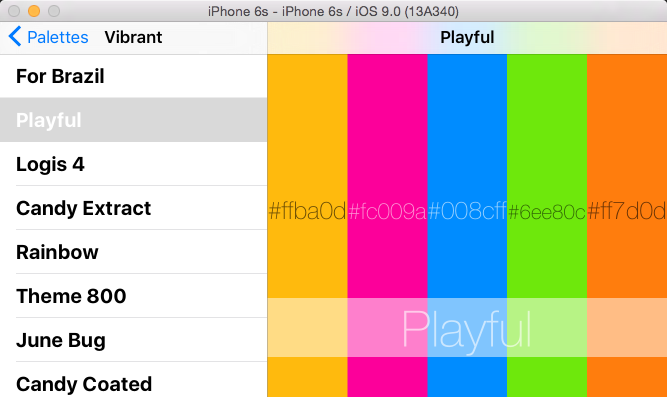 iPhone 6s - iPhone 6s / iOS 9.0 (13A340)
Palettes Vibrant
Playful
For Brazil
Playful
Logis 4
Candy Extract
Rainbow
Theme 800
June Bug
Candy Coated
#ffba0d #fc009a #008cff #6ee80c #ff7d0d
Playful